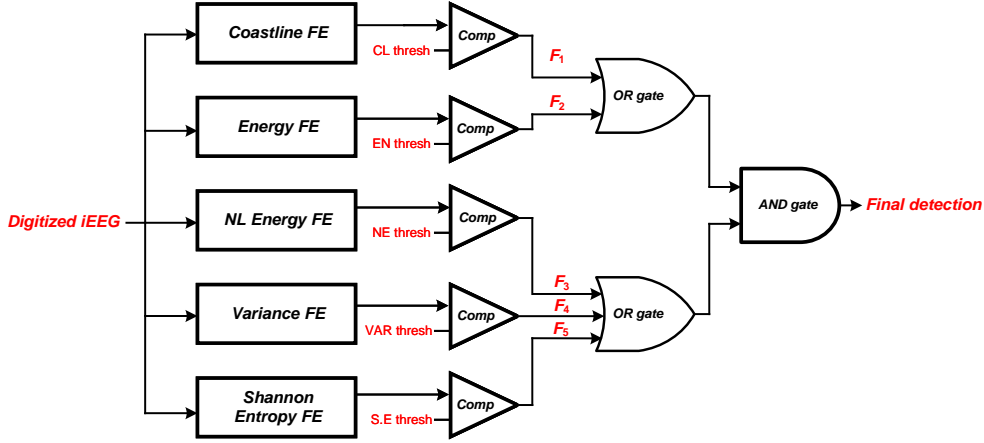 Coastline FE
CL thresh
Comp
F1
Energy FE
EN thresh
Comp
F2
OR gate
Digitized iEEG
NL Energy FE
NE thresh
Comp
AND gate
Final detection
Variance FE
VAR thresh
Comp
F3
F4
F5
OR gate
Shannon
Entropy FE
S.E thresh
Comp